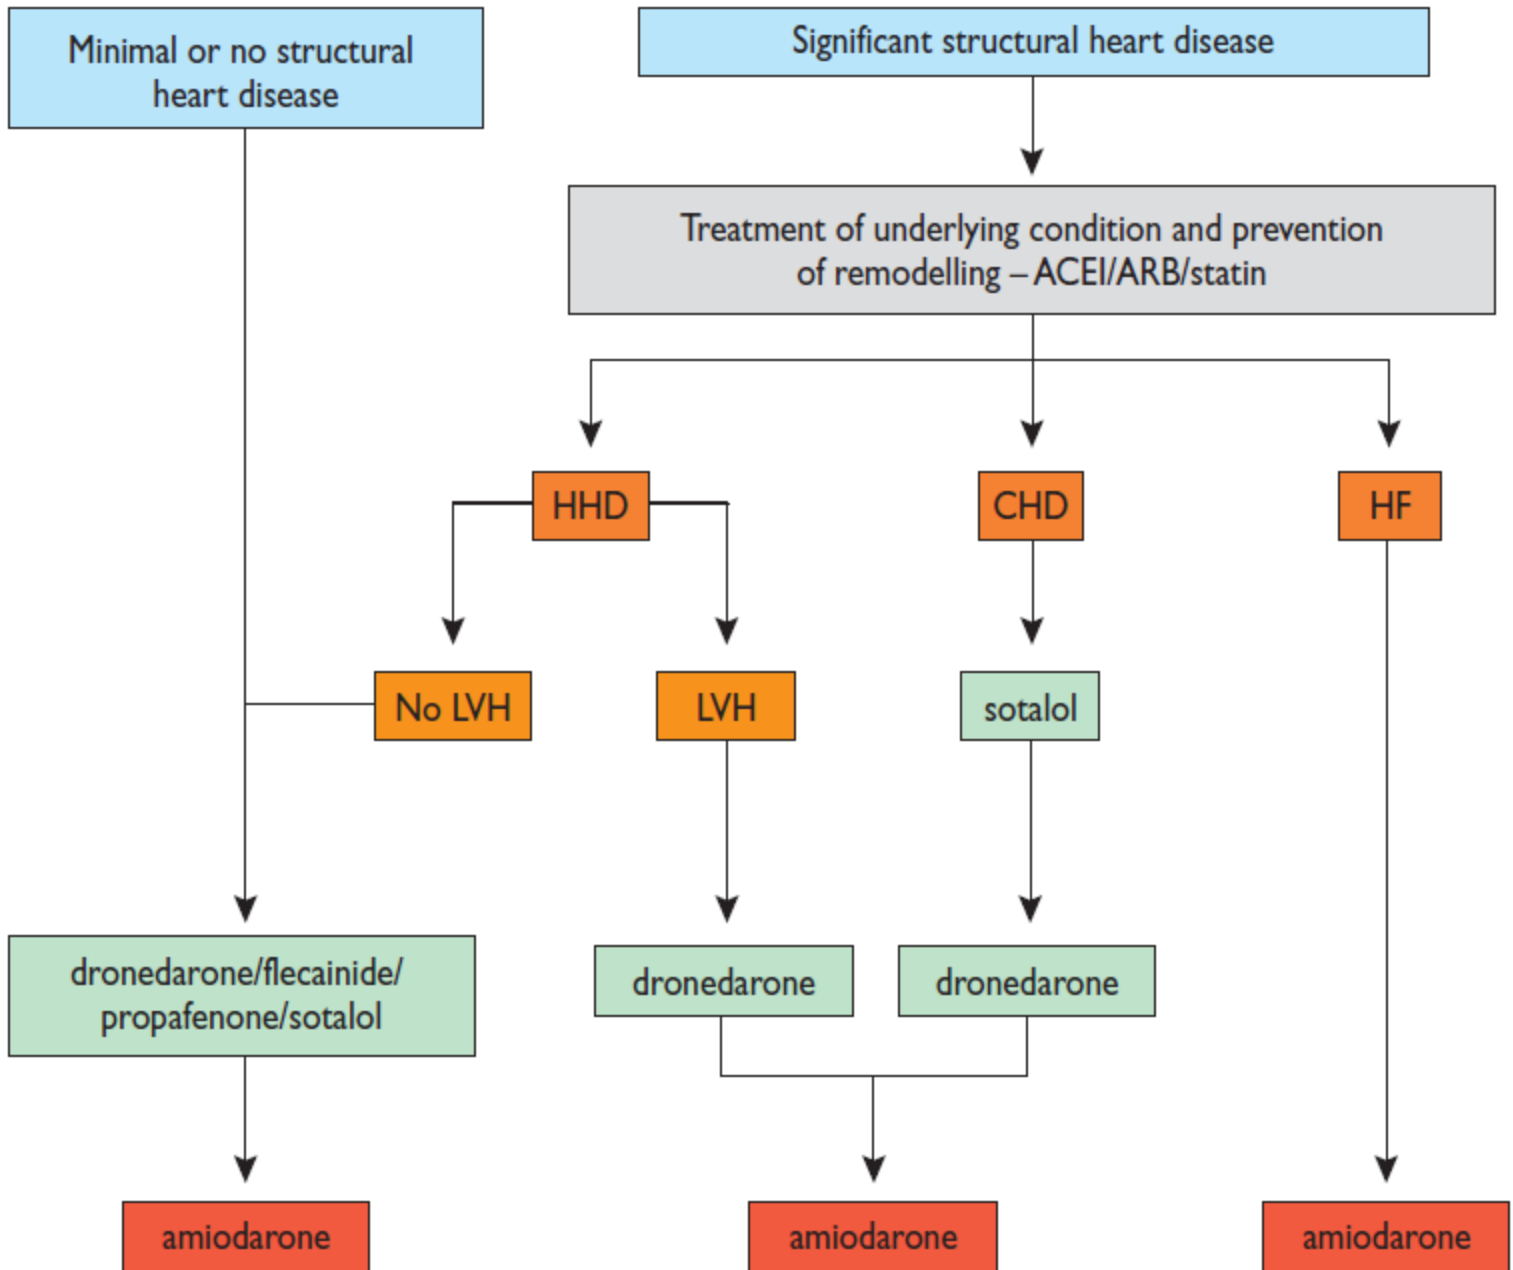 Minimal or no structural
heart disease
Significant structural heart disease
Treatment of underlying condition and prevention
of remodelling – ACEI/ARB/statin
HHD
CHD
HF
No LVH
LVH
sotalol
dronedarone/flecainide/
propafenone/sotalol
dronedarone
dronedarone
amiodarone
amiodarone
amiodarone